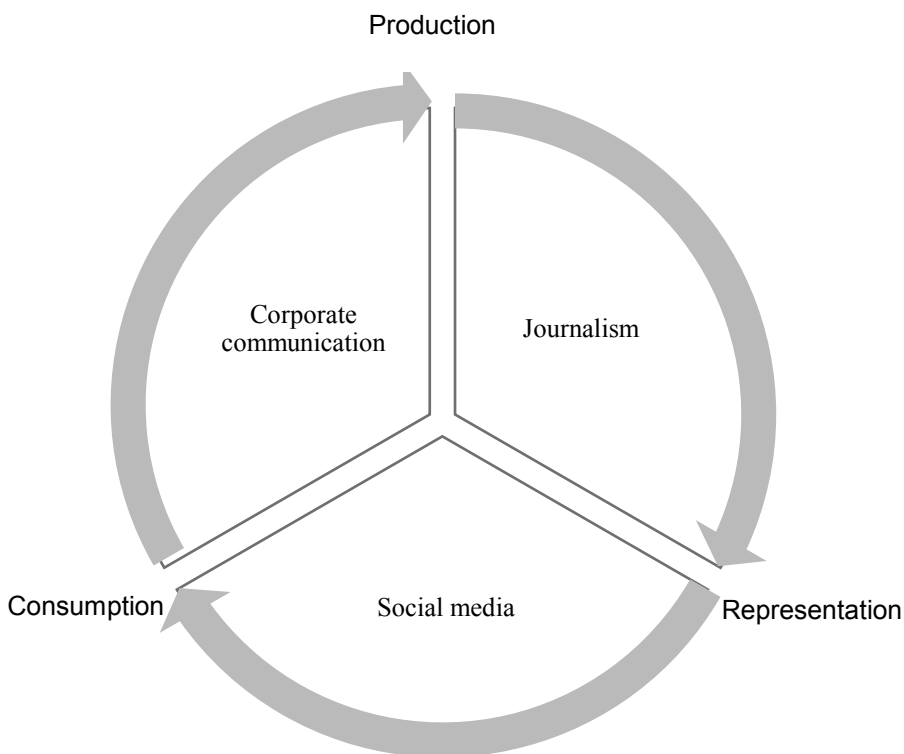 Production
Corporate
communication
Journalism
Consumption
Social media
Representation